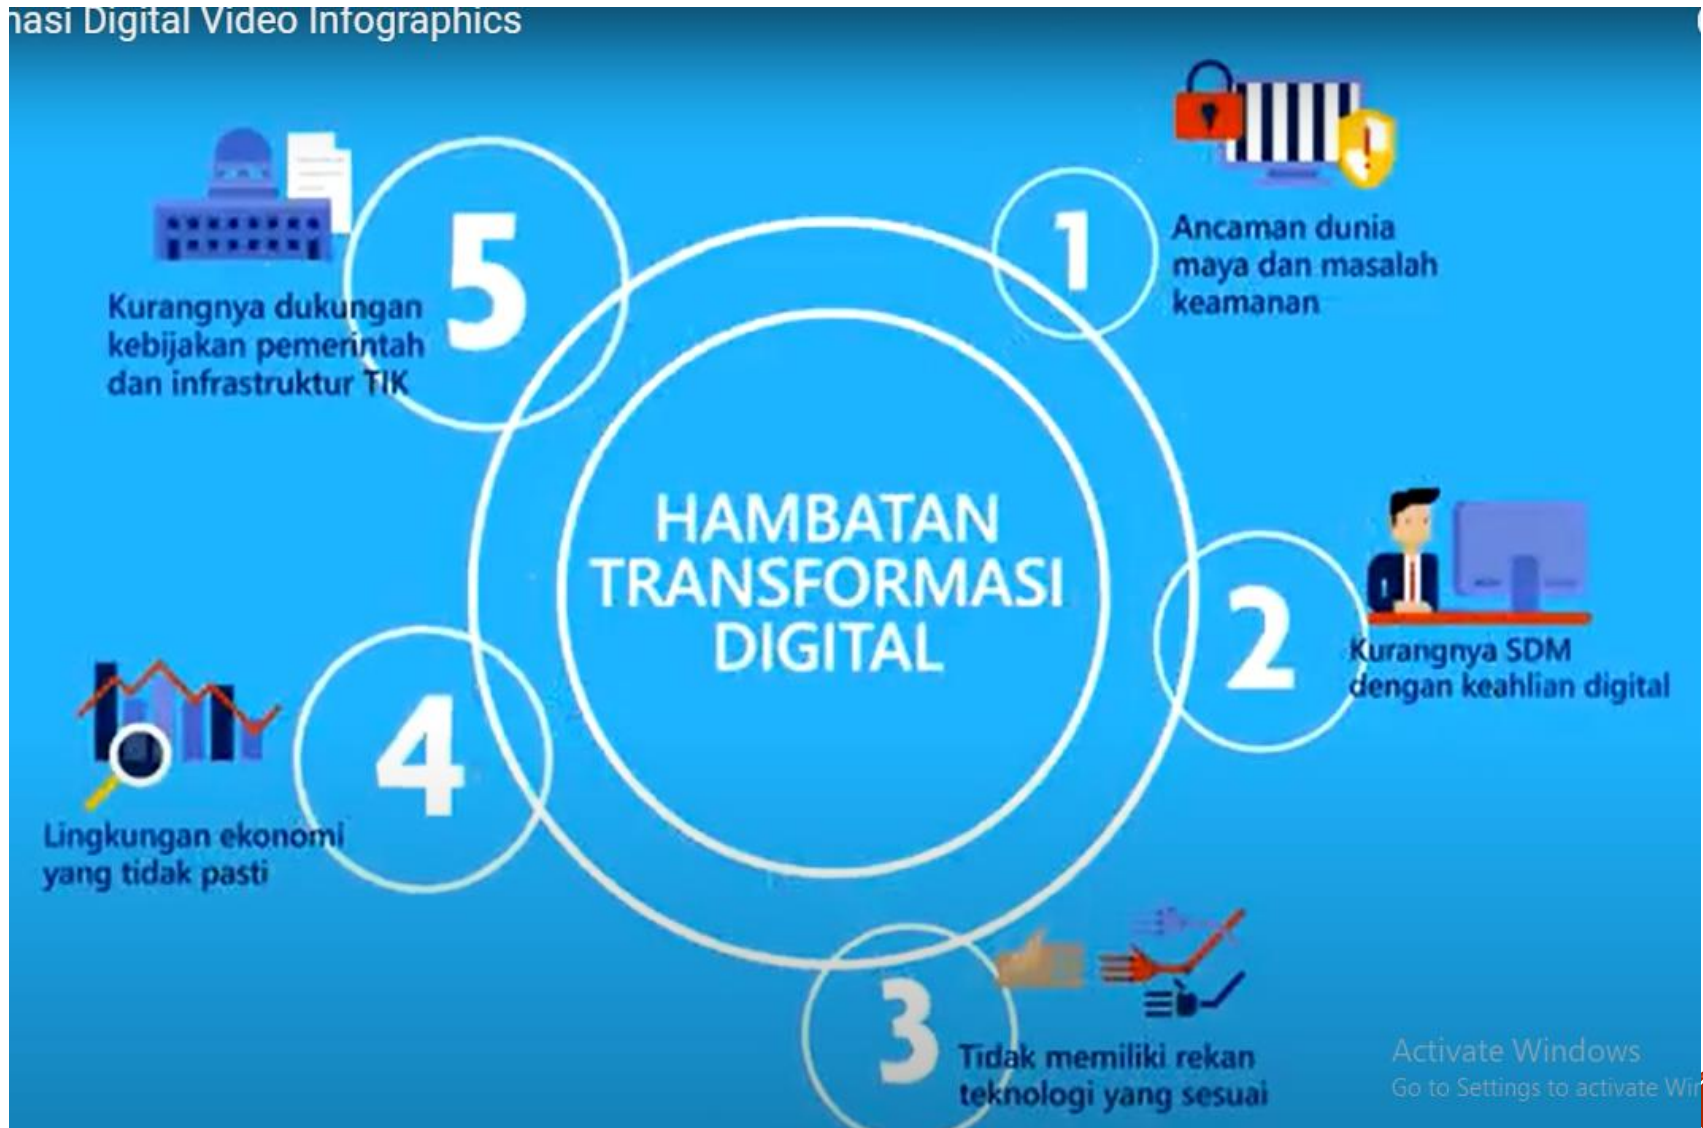 Digital Video Infographics
HAMBATAN
TRANSFORMASI
DIGITAL
1
Ancaman dunia
maya dan masalah
keamanan
2
Kurangnya SDM
dengan keahlian digital
3
Tidak memiliki rekan
teknologi yang sesuai
4
Lingkungan ekonomi
yang tidak pasti
5
Kurangnya dukungan
kebijakan pemerintah
dan infrastruktur TIK
Activate Windows
Go to Settings to activate